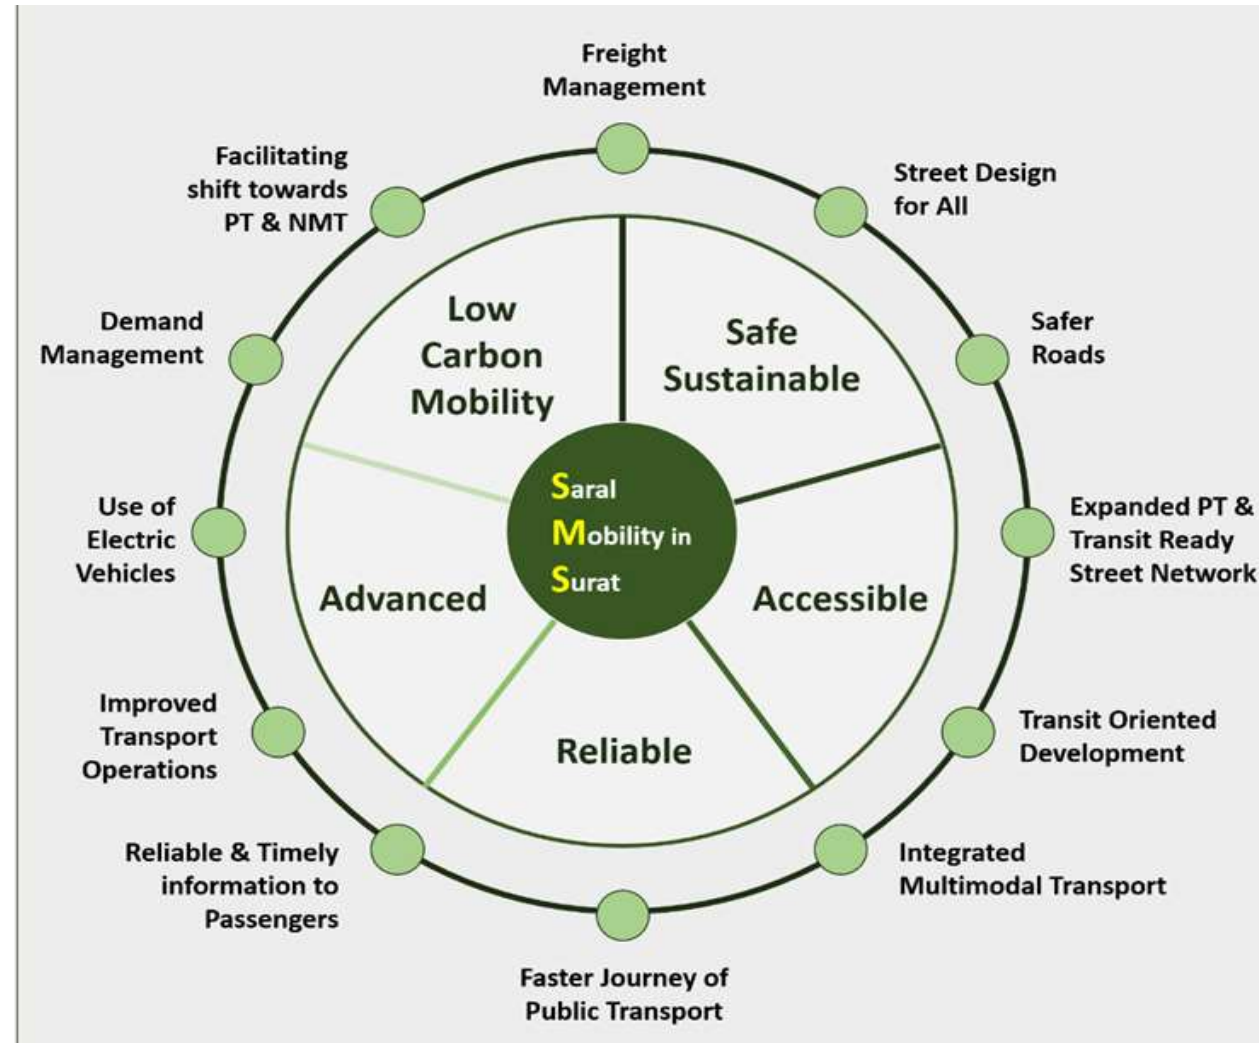 Freight
Management
Street Design
for All
Safer
Roads
Expanded PT &
Transit Ready
Street Network
Transit Oriented
Development
Integrated
Multimodal Transport
Faster Journey of
Public Transport
Reliable & Timely
information to
Passengers
Improved
Transport
Operations
Use of
Electric
Vehicles
Demand
Management
Facilitating
shift towards
PT & NMT
Low
Carbon
Mobility
Safe
Sustainable
Accessible
Reliable
Advanced
Saral
Mobility in
Surat